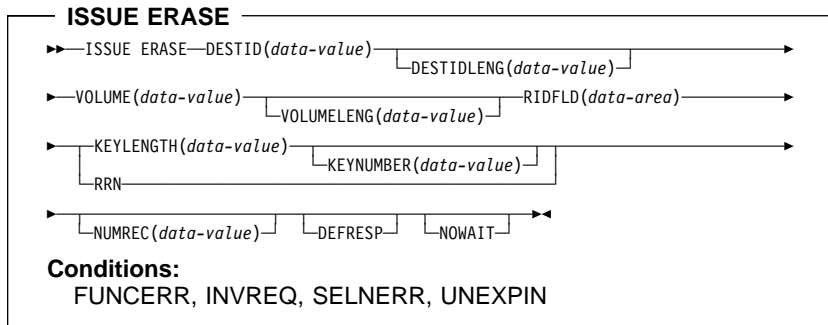 ISSUE ERASE
ISSUE ERASE DESTID(data-value)
DESTIDLENG(data-value)
VOLUME(data-value) RIDFLD(data-area)
VOLUMELENG(data-value)
KEYLENGTH(data-value)
KEYNUMBER(data-value)
RRN
NUMREC(data-value) DEFRESP NOWAIT
Conditions:
FUNCERR, INVREQ, SELNERR, UNEXPIN